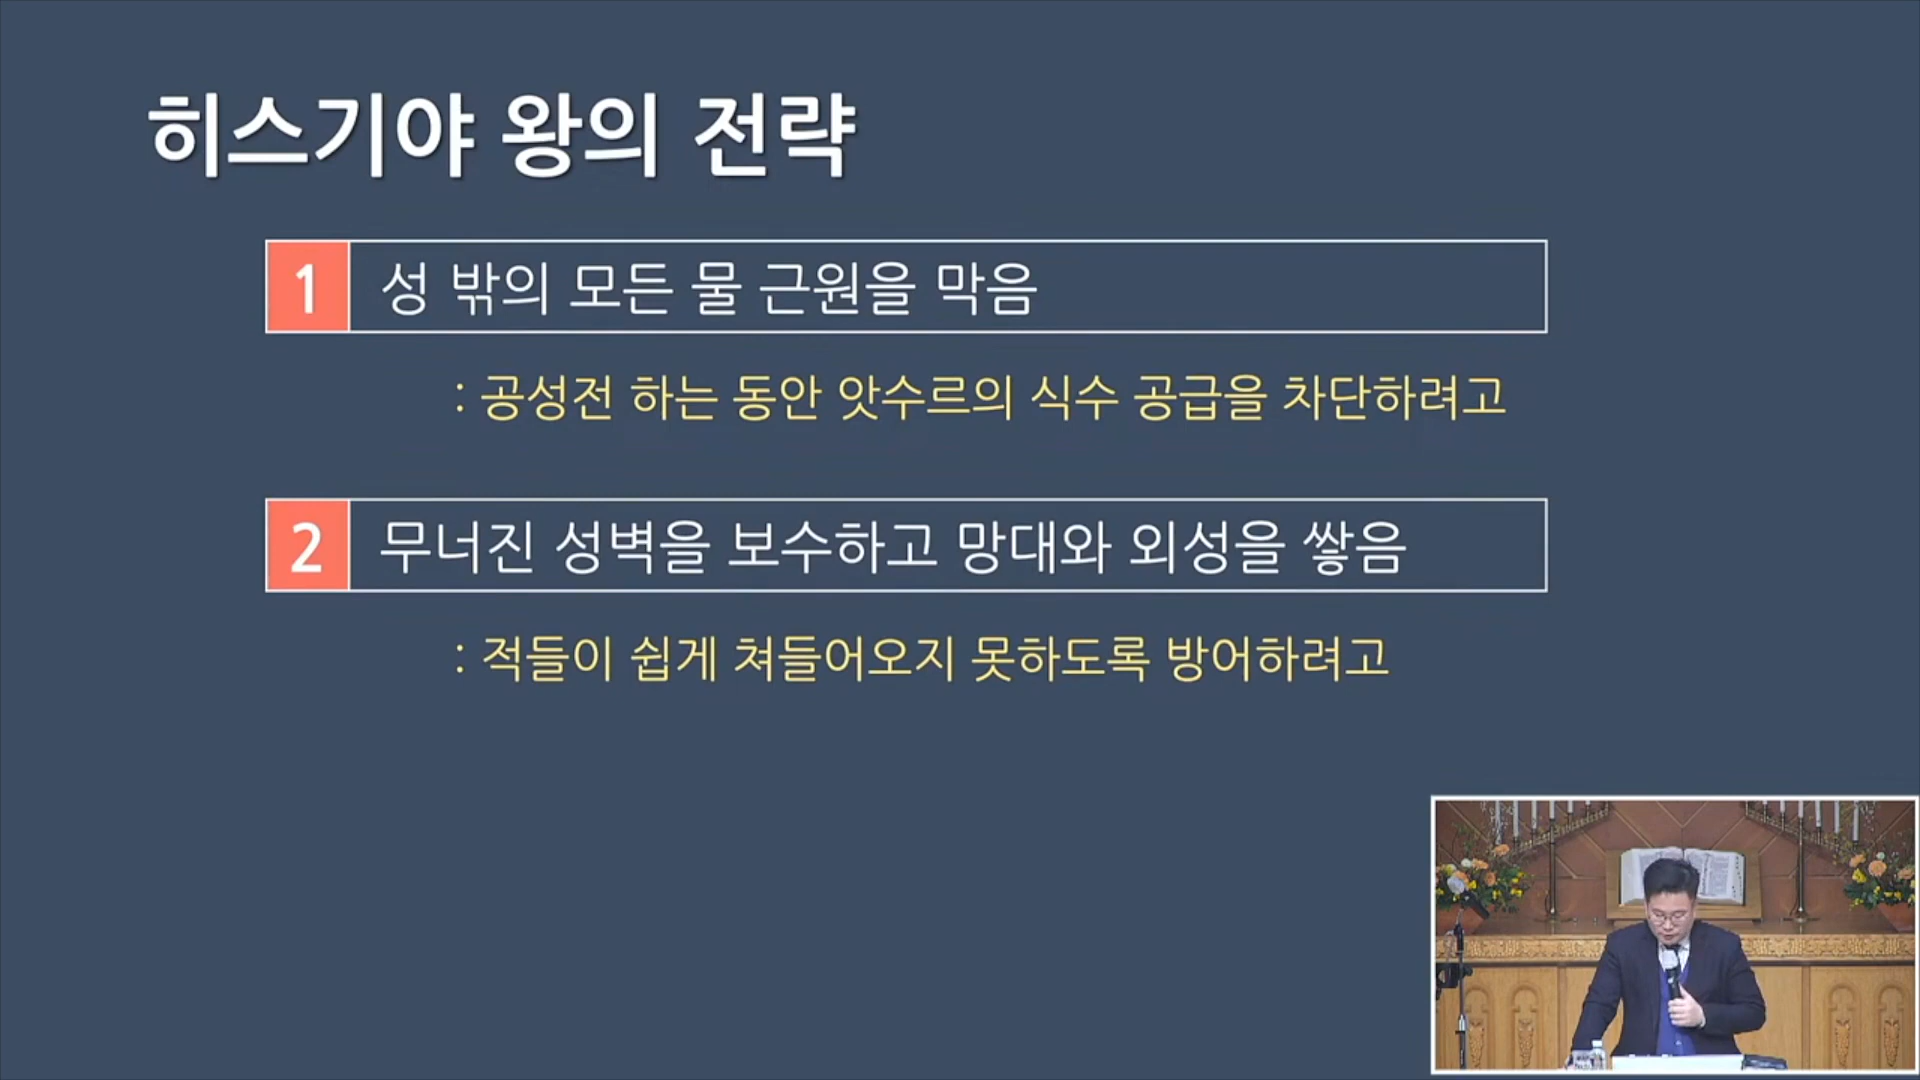 히스기야 왕의 전략
1 성 밖의 모든 물 근원을 막음
: 공성전 하는 동안 앗수르의 식수 공급을 차단하려고
2 무너진 성벽을 보수하고 망대와 외성을 쌓음
: 적들이 쉽게 쳐들어오지 못하도록 방어하려고